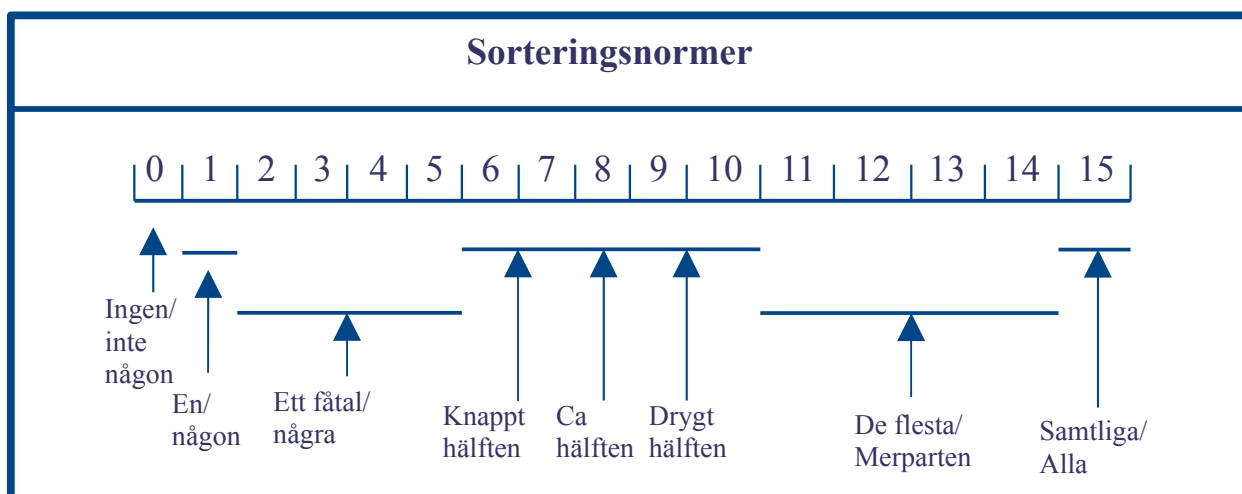 Sorteringsnormer
0 1 2 3 4 5 6 7 8 9 10 11 12 13 14 15
Ingen/
inte
någon
En/
någon
Ett fåtal/
några
Knappt
hälften
Ca
hälften
Drygt
hälften
De flesta/
Merparten
Samtliga/
Alla